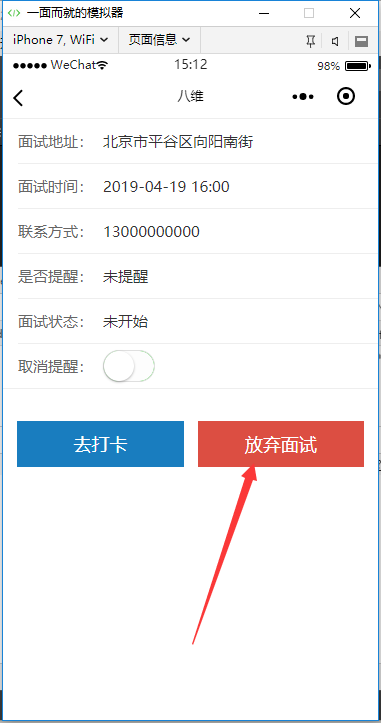 一面而就的模拟器
iPhone 7, WiFi 页面信息
WeChat 15:12 98%
八维
面试地址： 北京市平谷区向阳南街
面试时间： 2019-04-19 16:00
联系方式： 13000000000
是否提醒： 未提醒
面试状态： 未开始
取消提醒：
去打卡 放弃面试